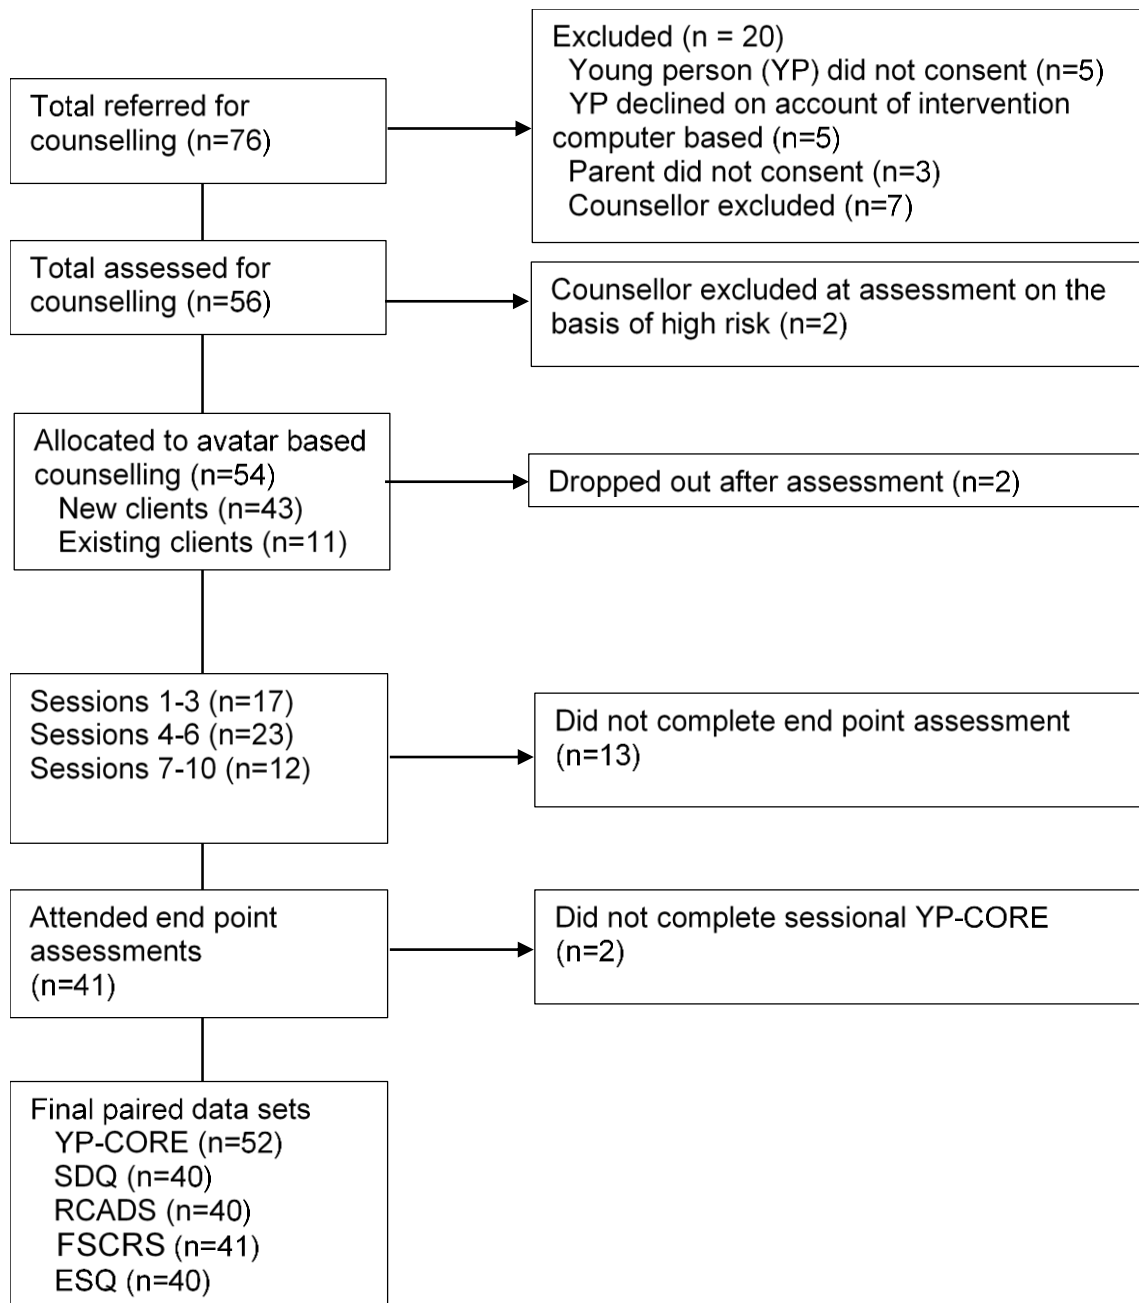 Total referred for
counselling (n=76)
Excluded (n = 20)
Young person (YP) did not consent (n=5)
YP declined on account of intervention
computer based (n=5)
Parent did not consent (n=3)
Counsellor excluded (n=7)
Total assessed for
counselling (n=56)
Counsellor excluded at assessment on the
basis of high risk (n=2)
Allocated to avatar based
counselling (n=54)
New clients (n=43)
Existing clients (n=11)
Dropped out after assessment (n=2)
Sessions 1-3 (n=17)
Sessions 4-6 (n=23)
Sessions 7-10 (n=12)
Did not complete end point assessment
(n=13)
Attended end point
assessments
(n=41)
Did not complete sessional YP-CORE
(n=2)
Final paired data sets
YP-CORE (n=52)
SDQ (n=40)
RCADS (n=40)
FSCRS (n=41)
ESQ (n=40)